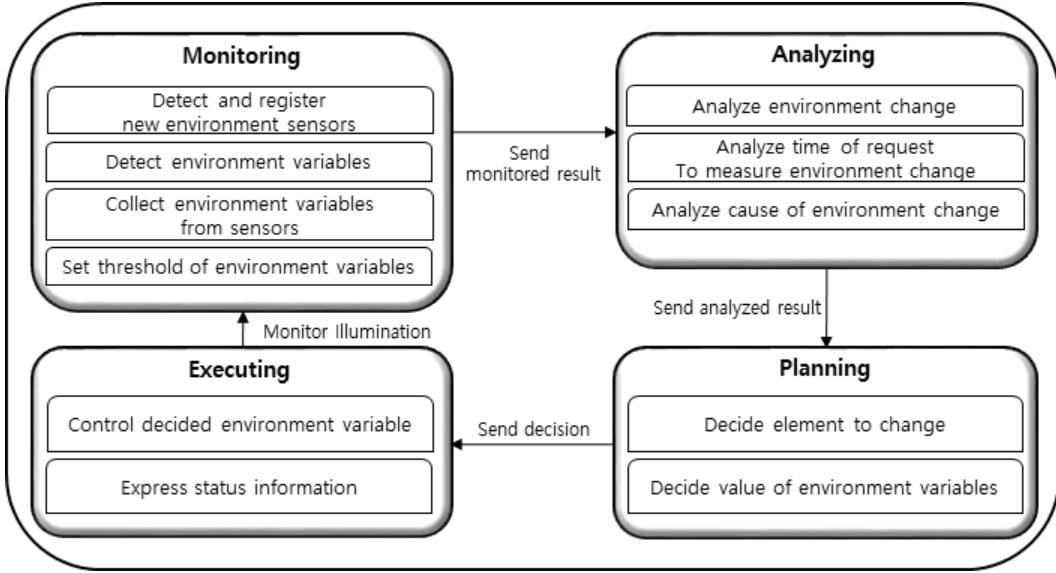 Monitoring
Detect and register
new environment sensors
Detect environment variables
Collect environment variables
from sensors
Set threshold of environment variables
Send
monitored result
Analyzing
Analyze environment change
Analyze time of request
To measure environment change
Analyze cause of environment change
Send analyzed result
Monitor Illumination
Executing
Control decided environment variable
Express status information
Send decision
Planning
Decide element to change
Decide value of environment variables